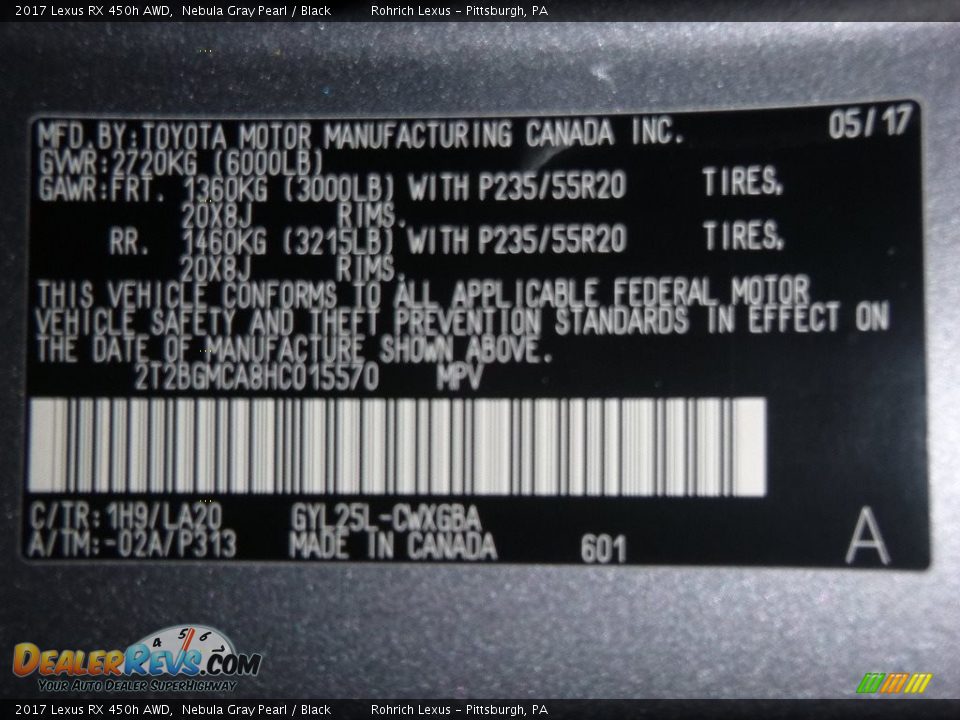 2017 Lexus RX 450h AWD, Nebula Gray Pearl / Black Rohrich Lexus - Pittsburgh, PA
MFD.BY:TOYOTA MOTOR MANUFACTURING CANADA INC. 05/17
GVWR:2720KG (6000LB)
GAWR:FRT. 1360KG (3000LB) WITH P235/55R20 TIRES,
20X8J RIMS.
RR. 1460KG (3215LB) WITH P235/55R20 TIRES,
20X8J RIMS.
THIS VEHICLE CONFORMS TO ALL APPLICABLE FEDERAL MOTOR
VEHICLE SAFETY AND THEFT PREVENTION STANDARDS IN EFFECT ON
THE DATE OF MANUFACTURE SHOWN ABOVE.
2T2BGMCA8HC015570 MPV
C/TR:1H9/LA20 GYL25L-CWXGBA
A/TM:-02A/P313 MADE IN CANADA 601 A
4 5 6
DEALERREVS.COM
YOUR AUTO DEALER SUPERHIGHWAY
2017 Lexus RX 450h AWD, Nebula Gray Pearl / Black Rohrich Lexus - Pittsburgh, PA